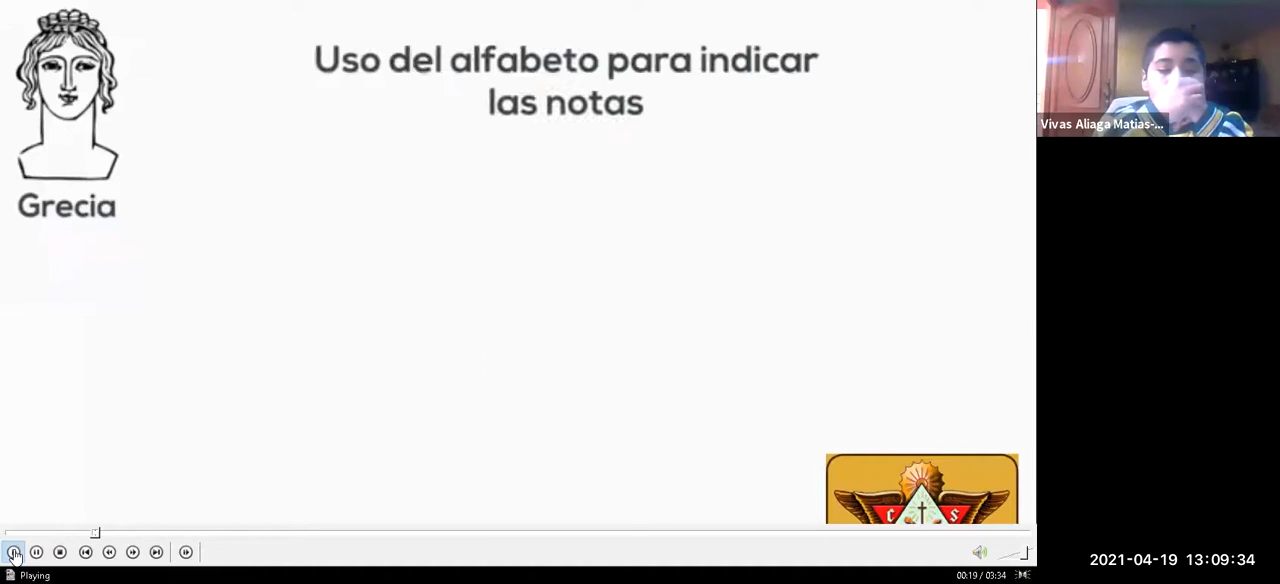 Uso del alfabeto para indicar
las notas
Grecia
Vivas Aliaga Matias-...
C S
Playing
00:19 / 03:34
2021-04-19 13:09:34